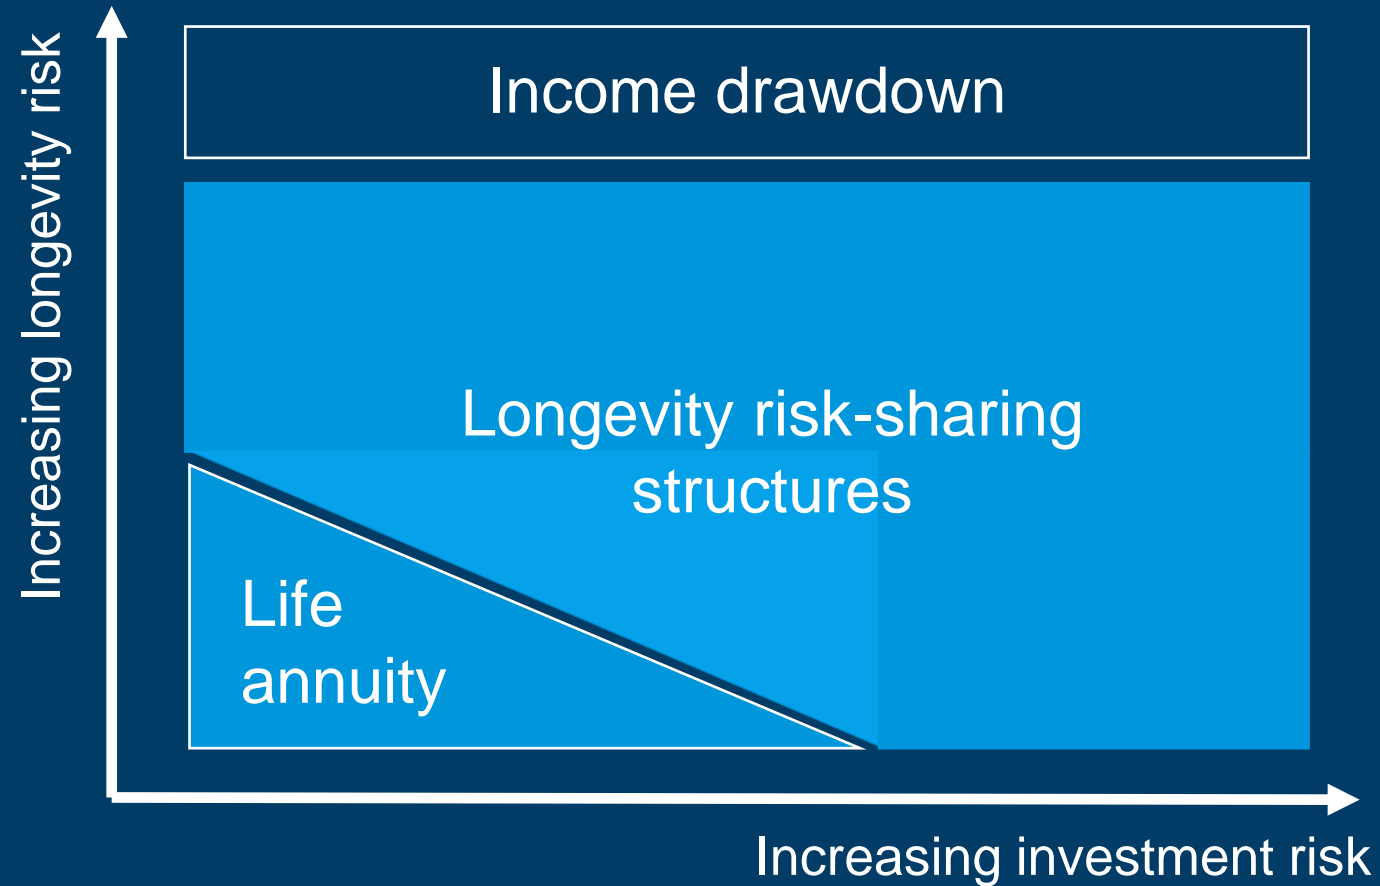 Increasing longevity risk
Income drawdown
Longevity risk-sharing
structures
Life
annuity
Increasing investment risk